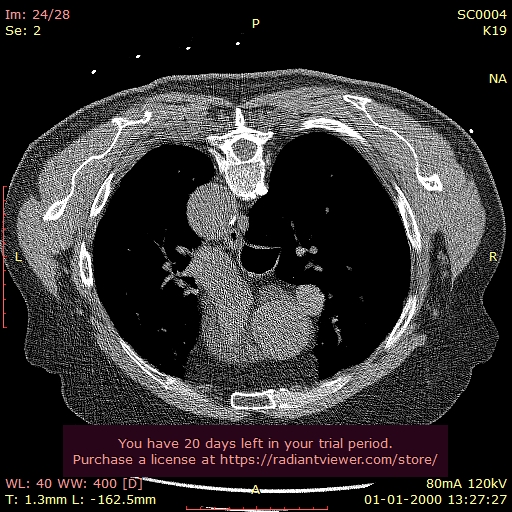 Im: 24/28
Se: 2
P
SC0004
K19
NA
L
R
You have 20 days left in your trial period.
Purchase a license at https://radiantviewer.com/store/
WL: 40 WW: 400 [D]
T: 1.3mm L: -162.5mm
A
80mA 120kV
01-01-2000 13:27:27